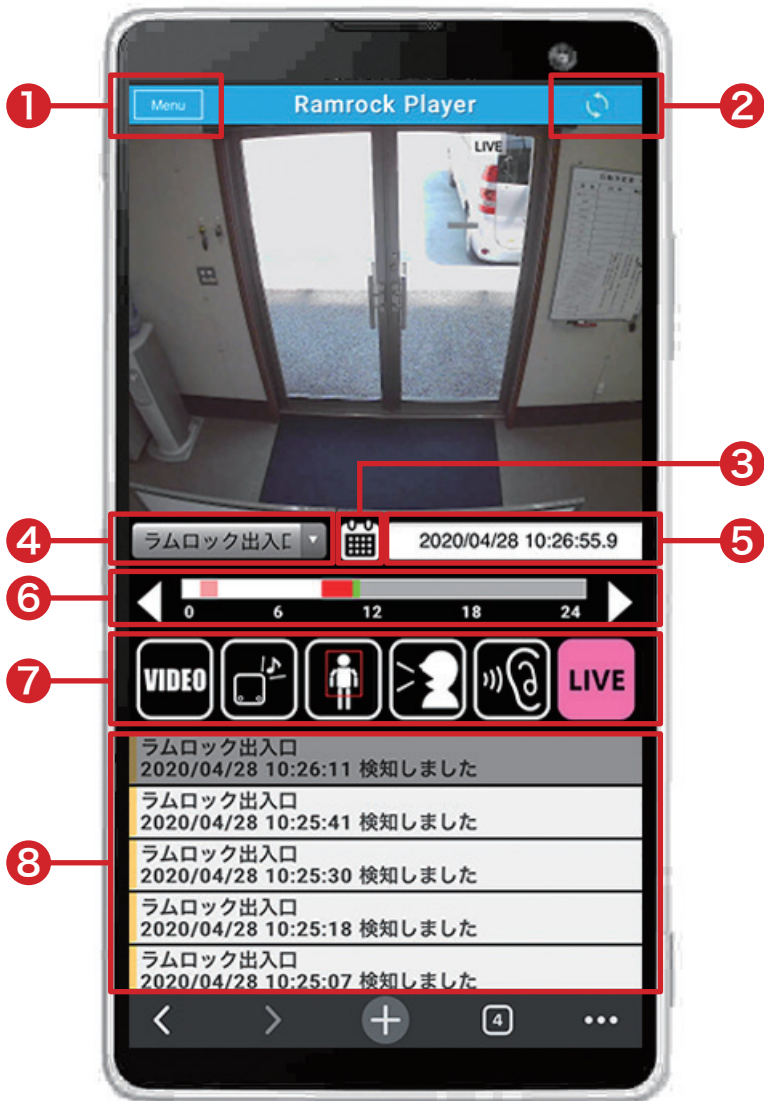 1
Menu
Ramrock Player
2
LIVE
3
4
ラムロック出入口
2020/04/28 10:26:55.9
5
6
0 6 12 18 24
7
VIDEO
LIVE
8
ラムロック出入口
2020/04/28 10:26:11 検知しました
ラムロック出入口
2020/04/28 10:25:41 検知しました
ラムロック出入口
2020/04/28 10:25:30 検知しました
ラムロック出入口
2020/04/28 10:25:18 検知しました
ラムロック出入口
2020/04/28 10:25:07 検知しました
4